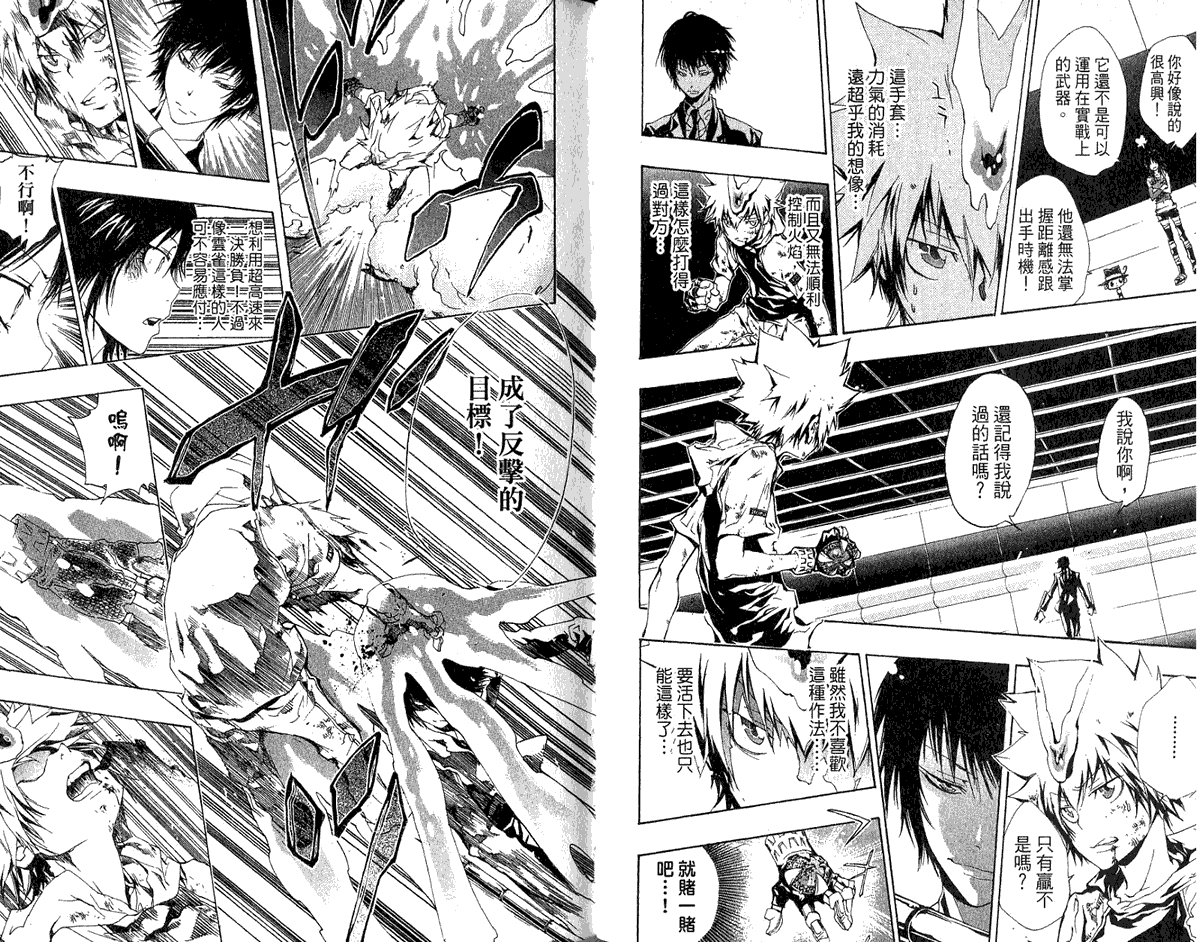 你好像說的
很高興！
它還不是可以
運用在實戰上
的武器。
他還無法掌
握距離感跟
出手時機！
這手套…
力氣的消耗
遠超乎我的想像…
而且又無法順利
控制火焰…
這樣怎麼打得
過對方…
我說你啊，
還記得我說
過的話嗎？
………
只有贏不
是嗎？
雖然我不喜歡
這種作法……
要活下去也只
能這樣了…
就賭一賭
吧……！
想利用超高速來
一決勝負！不過
像雲雀這樣的人
可不容易應付…
不行啊！
成了反擊的
目標！
嗚啊！